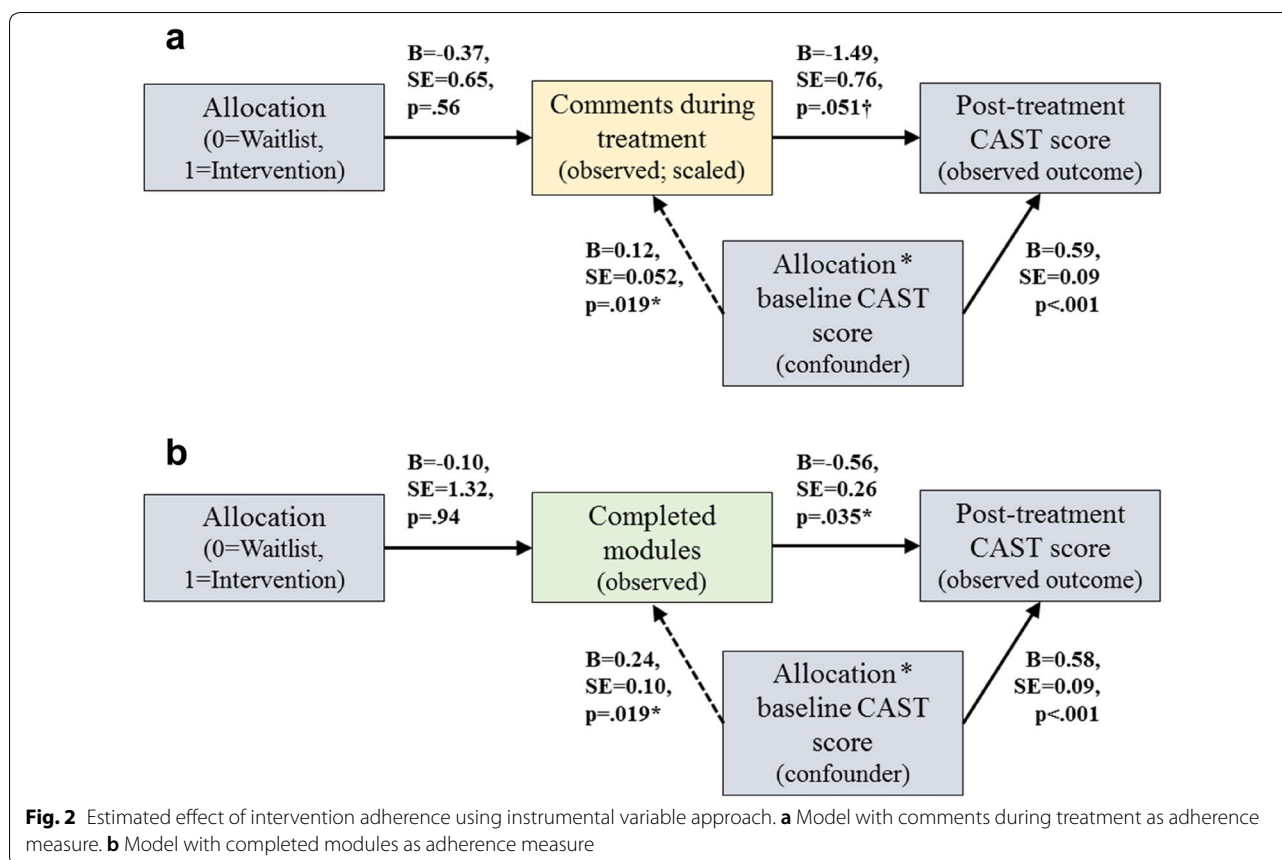 a
B=-0.37,
SE=0.65,
p=.56
B=-1.49,
SE=0.76,
p=.051†
Allocation
(0=Waitlist,
1=Intervention)
Comments during
treatment
(observed; scaled)
Post-treatment
CAST score
(observed outcome)
B=0.12,
SE=0.052,
p=.019*
Allocation *
baseline CAST
score
(confounder)
B=0.59,
SE=0.09
p<.001
b
B=-0.10,
SE=1.32,
p=.94
B=-0.56,
SE=0.26
p=.035*
Allocation
(0=Waitlist,
1=Intervention)
Completed
modules
(observed)
Post-treatment
CAST score
(observed outcome)
B=0.24,
SE=0.10,
p=.019*
Allocation *
baseline CAST
score
(confounder)
B=0.58,
SE=0.09,
p<.001
Fig. 2 Estimated effect of intervention adherence using instrumental variable approach. a Model with comments during treatment as adherence
measure. b Model with completed modules as adherence measure